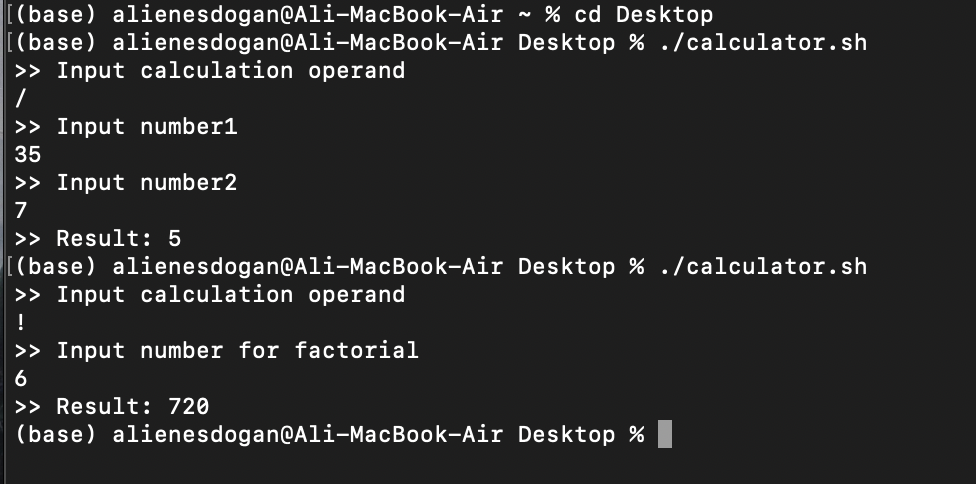 [(base) alienesdogan@Ali-MacBook-Air ~ % cd Desktop
[(base) alienesdogan@Ali-MacBook-Air Desktop % ./calculator.sh
>> Input calculation operand
/
>> Input number1
35
>> Input number2
7
>> Result: 5
[(base) alienesdogan@Ali-MacBook-Air Desktop % ./calculator.sh
>> Input calculation operand
!
>> Input number for factorial
6
>> Result: 720
(base) alienesdogan@Ali-MacBook-Air Desktop %